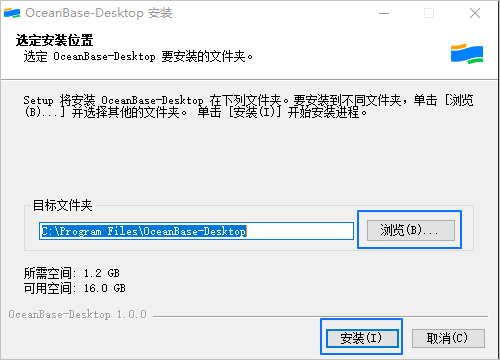 OceanBase-Desktop 安装
选定安装位置
选定 OceanBase-Desktop 要安装的文件夹。
Setup 将安装 OceanBase-Desktop 在下列文件夹。要安装到不同文件夹，单击 [浏览
(B)...] 并选择其他的文件夹。 单击 [安装(I)] 开始安装进程。
目标文件夹
C:\Program Files\OceanBase-Desktop
浏览(B)...
所需空间: 1.2 GB
可用空间: 16.0 GB
OceanBase-Desktop 1.0.0
安装(I)
取消(C)